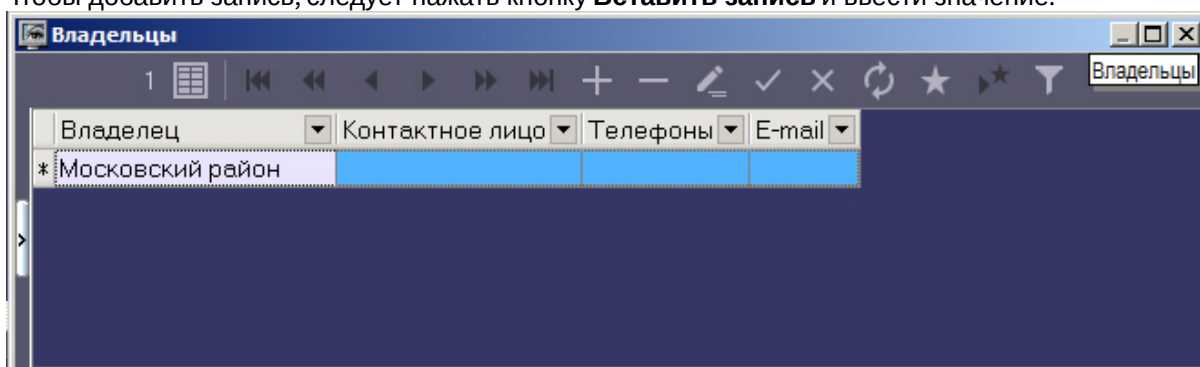 Чтобы добавить запись, следует нажать кнопку Вставить запись и ввести значение.
Владельцы
1
Владельцы
Владелец Контактное лицо Телефоны E-mail
* Московский район